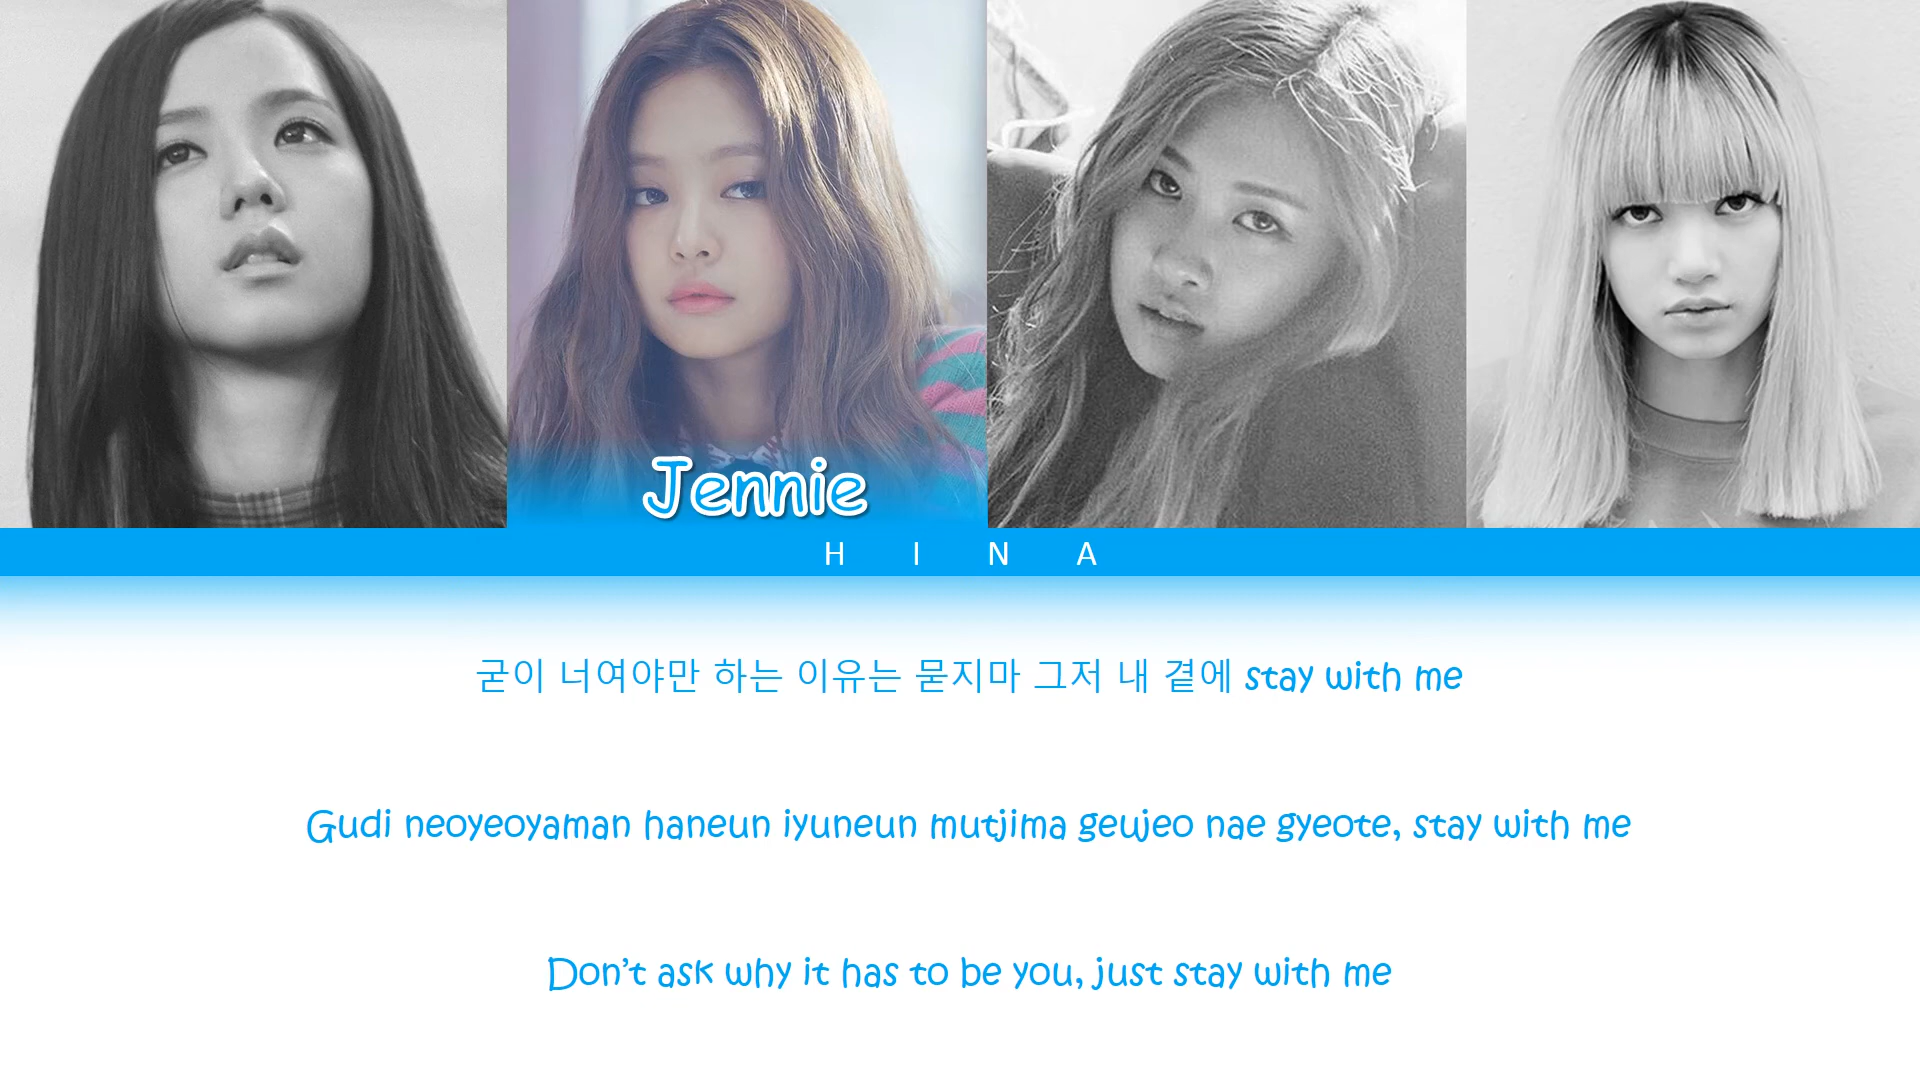 Jennie
H I N A
굳이 너여야만 하는 이유는 묻지마 그저 내 곁에 stay with me
Gudi neoyeoyaman haneun iyuneun mutjima geujeo nae gyeote, stay with me
Don't ask why it has to be you, just stay with me